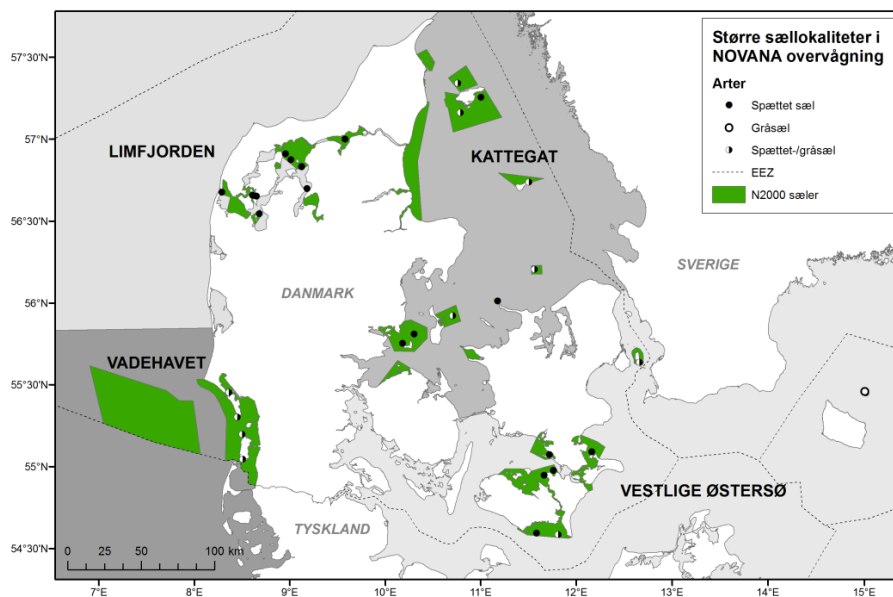 Større sællokaliteter i
NOVANA overvågning
Arter
Spættet sæl
Gråsæl
Spættet-/gråsæl
EEZ
N2000 sæler
57°30'N
57°N
56°30'N
56°N
55°30'N
55°N
54°30'N
LIMFJORDEN
KATTEGAT
SVERIGE
DANMARK
VADEHAVET
VESTLIGE ØSTERSØ
TYSKLAND
0 25 50 100 km
7°E 8°E 9°E 10°E 11°E 12°E 13°E 14°E 15°E